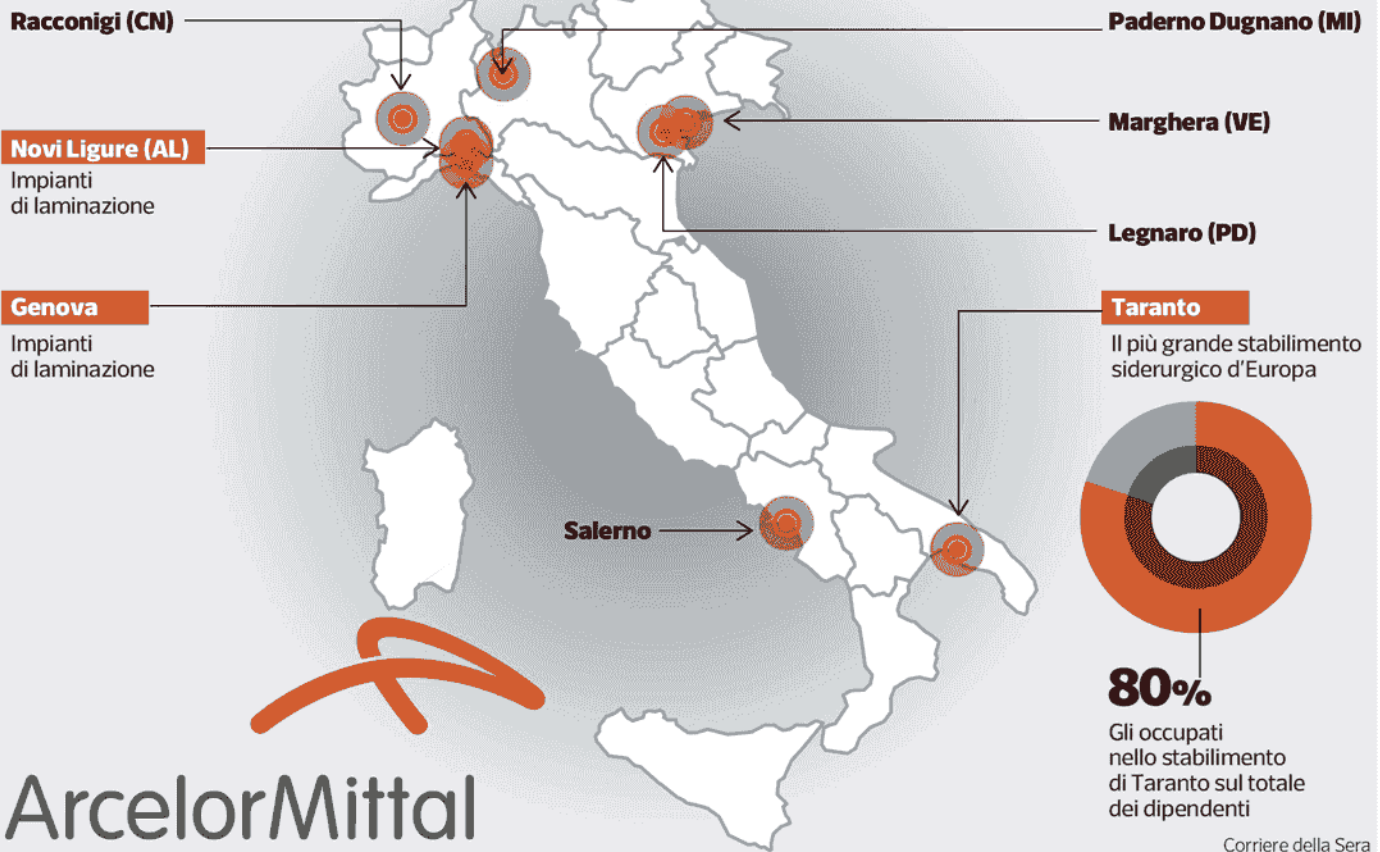 Racconigi (CN)
Paderno Dugnano (MI)
Novi Ligure (AL)
Impianti
di laminazione
Marghera (VE)
Legnaro (PD)
Genova
Impianti
di laminazione
Taranto
Il più grande stabilimento
siderurgico d'Europa
Salerno
80%
Gli occupati
nello stabilimento
di Taranto sul totale
dei dipendenti
ArcelorMittal
Corriere della Sera